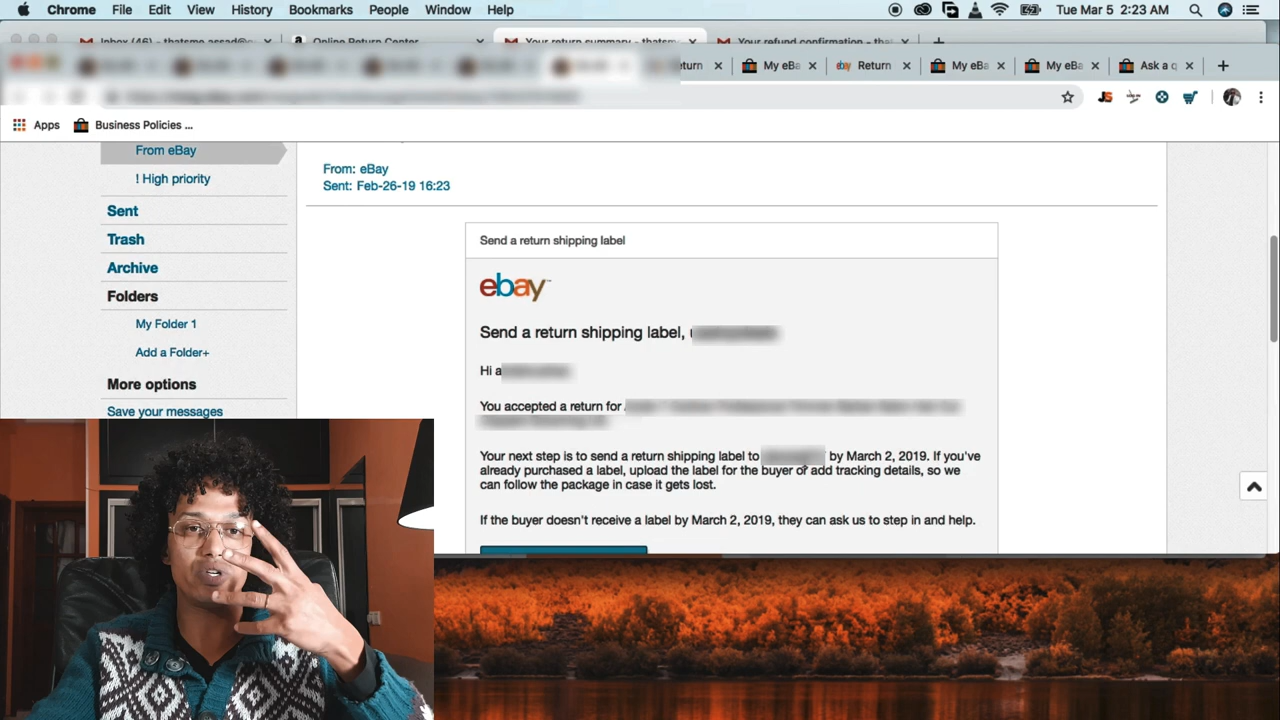 Chrome File Edit View History Bookmarks People Window Help Tue Mar 5 2:23 AM
Inbox (46) - thatsme.assad@ Online Return Center Your return summary - thatsm Your refund confirmation - that
turn My eBa Return My eBa My eBa Ask a q
Apps Business Policies ...
From eBay
! High priority
Sent
Trash
Archive
Folders
My Folder 1
Add a Folder+
More options
Save your messages
From: eBay
Sent: Feb-26-19 16:23
Send a return shipping label
ebay
Send a return shipping label,
Hi a
You accepted a return for
Your next step is to send a return shipping label to by March 2, 2019. If you've
already purchased a label, upload the label for the buyer or add tracking details, so we
can follow the package in case it gets lost.
If the buyer doesn't receive a label by March 2, 2019, they can ask us to step in and help.